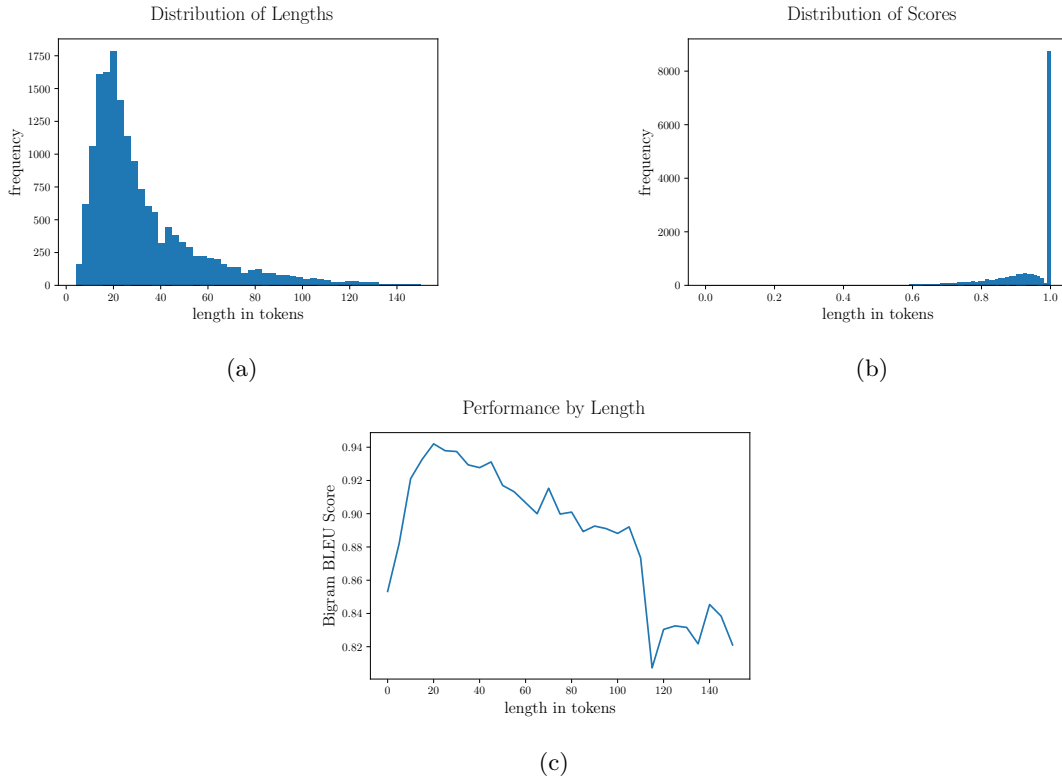 Distribution of Lengths
1750
1500
1250
1000
750
500
250
0
frequency
0 20 40 60 80 100 120 140
length in tokens
(a)
Distribution of Scores
8000
6000
4000
2000
0
frequency
0.0 0.2 0.4 0.6 0.8 1.0
length in tokens
(b)
Performance by Length
0.94
0.92
0.90
0.88
0.86
0.84
0.82
Bigram BLEU Score
0 20 40 60 80 100 120 140
length in tokens
(c)